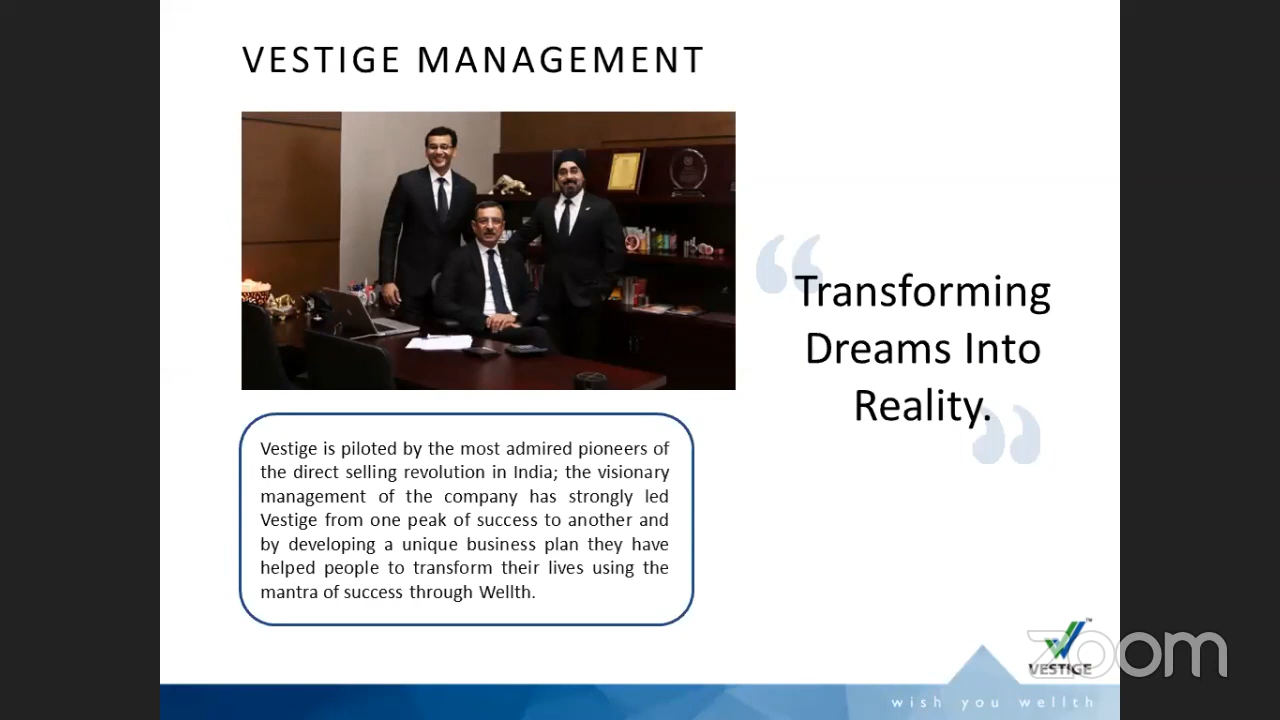 VESTIGE MANAGEMENT
“Transforming
Dreams Into
Reality.”
Vestige is piloted by the most admired pioneers of
the direct selling revolution in India; the visionary
management of the company has strongly led
Vestige from one peak of success to another and
by developing a unique business plan they have
helped people to transform their lives using the
mantra of success through Wellth.
zoom
VESTIGE
TM
wish you wellth